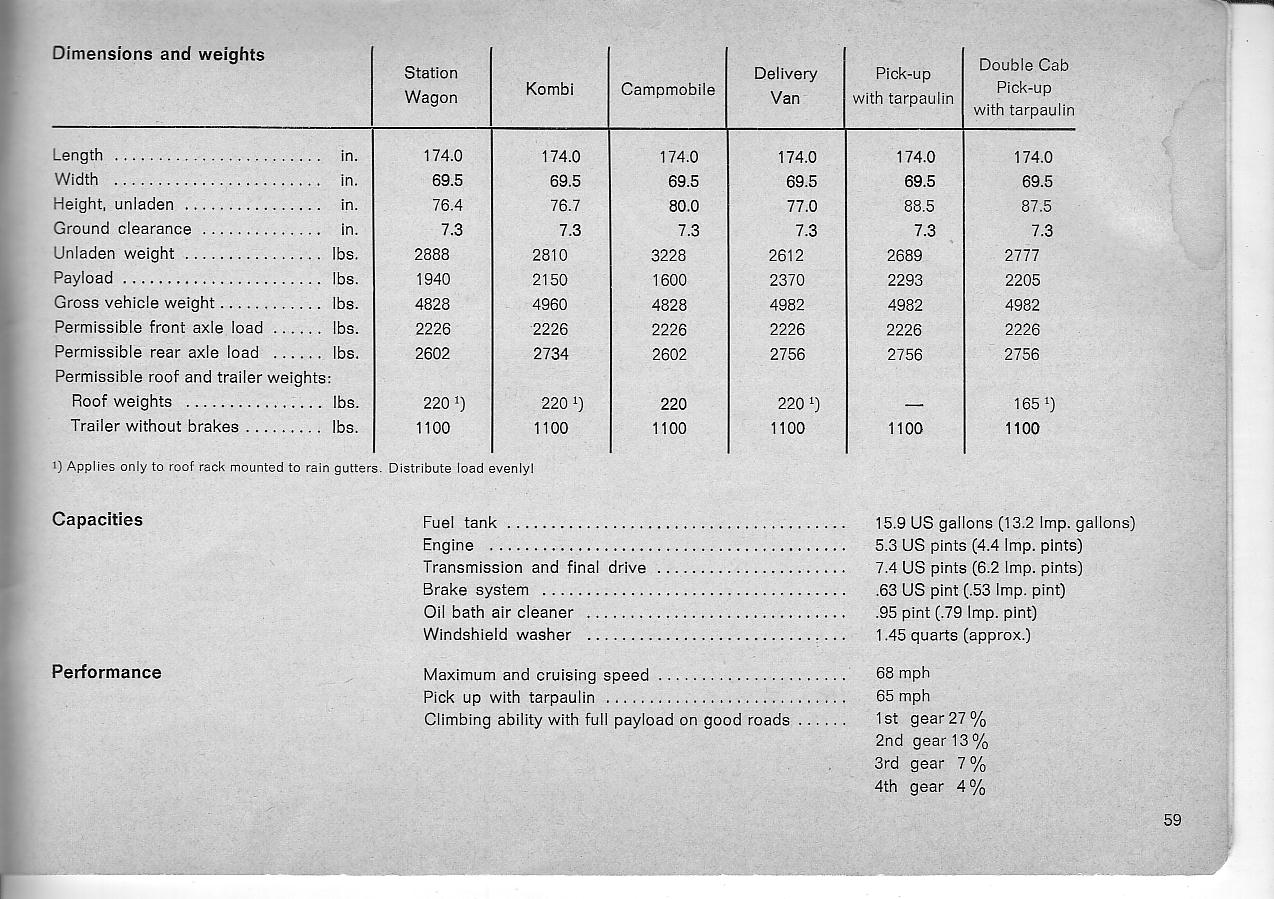 Dimensions and weights
Station Wagon Kombi Campmobile Delivery Van Pick-up with tarpaulin Double Cab Pick-up with tarpaulin
Length ........................ in. 174.0 174.0 174.0 174.0 174.0 174.0
Width ........................ in. 69.5 69.5 69.5 69.5 69.5 69.5
Height, unladen ................ in. 76.4 76.7 80.0 77.0 88.5 87.5
Ground clearance .............. in. 7.3 7.3 7.3 7.3 7.3 7.3
Unladen weight ................ lbs. 2888 2810 3228 2612 2689 2777
Payload ....................... lbs. 1940 2150 1600 2370 2293 2205
Gross vehicle weight............ lbs. 4828 4960 4828 4982 4982 4982
Permissible front axle load ...... lbs. 2226 2226 2226 2226 2226 2226
Permissible rear axle load ...... lbs. 2602 2734 2602 2756 2756 2756
Permissible roof and trailer weights:
Roof weights ................ lbs. 220 ¹) 220 ¹) 220 220 ¹) — 165 ¹)
Trailer without brakes ......... lbs. 1100 1100 1100 1100 1100 1100
¹) Applies only to roof rack mounted to rain gutters. Distribute load evenly!
Capacities
Fuel tank ....................................... 15.9 US gallons (13.2 Imp. gallons)
Engine ......................................... 5.3 US pints (4.4 Imp. pints)
Transmission and final drive ...................... 7.4 US pints (6.2 Imp. pints)
Brake system ................................... .63 US pint (.53 Imp. pint)
Oil bath air cleaner .............................. .95 pint (.79 Imp. pint)
Windshield washer .............................. 1.45 quarts (approx.)
Performance
Maximum and cruising speed ...................... 68 mph
Pick up with tarpaulin ............................ 65 mph
Climbing ability with full payload on good roads ...... 1st gear 27 %
2nd gear 13 %
3rd gear 7 %
4th gear 4 %
59